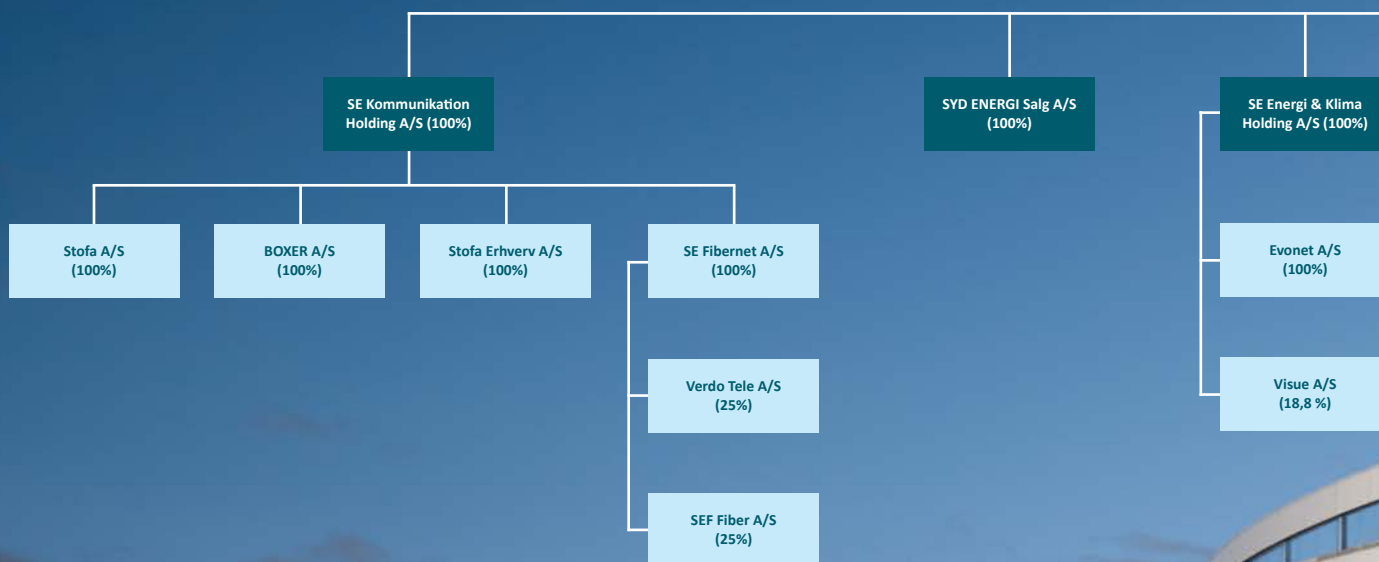 SE Kommunikation
Holding A/S (100%)
SYD ENERGI Salg A/S
(100%)
SE Energi & Klima
Holding A/S (100%)
Stofa A/S
(100%)
BOXER A/S
(100%)
Stofa Erhverv A/S
(100%)
SE Fibernet A/S
(100%)
Evonet A/S
(100%)
Verdo Tele A/S
(25%)
Visue A/S
(18,8 %)
SEF Fiber A/S
(25%)